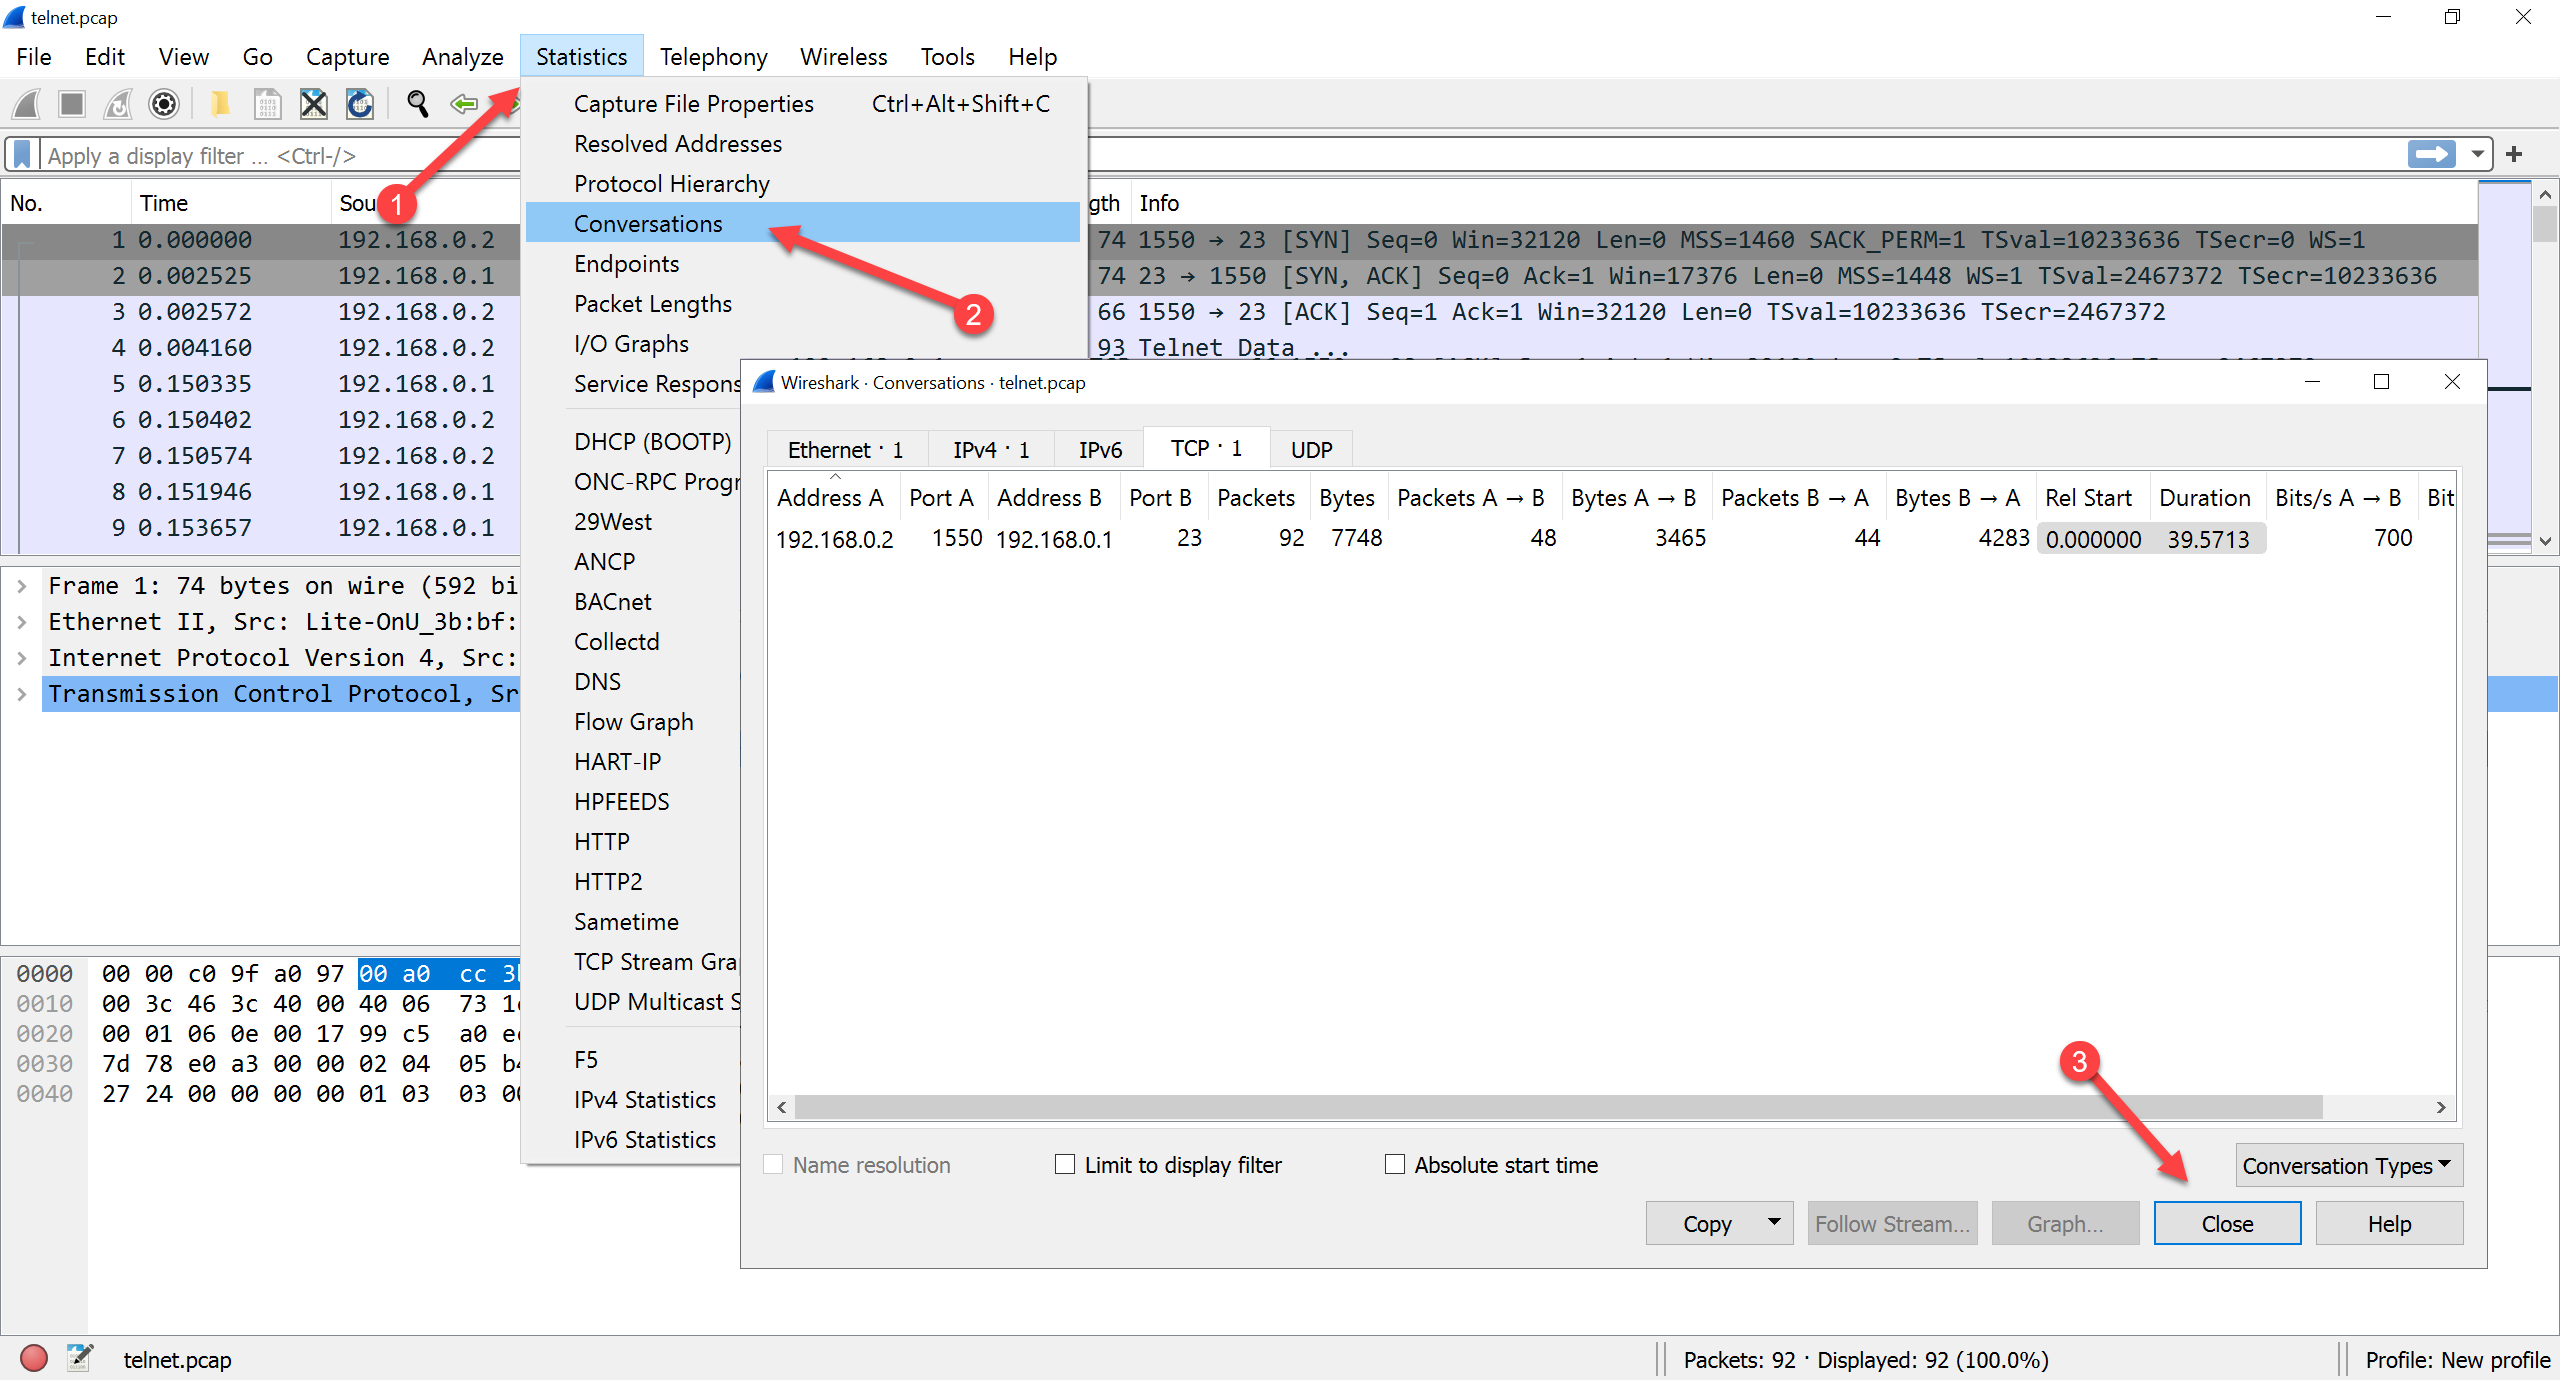 telnet.pcap
File Edit View Go Capture Analyze Statistics Telephony Wireless Tools Help
Apply a display filter ... <Ctrl-/>
1
Capture File Properties Ctrl+Alt+Shift+C
Resolved Addresses
Protocol Hierarchy
Conversations
Endpoints
Packet Lengths
I/O Graphs
Service Respons
DHCP (BOOTP)
ONC-RPC Progr
29West
ANCP
BACnet
Collectd
DNS
Flow Graph
HART-IP
HPFEEDS
HTTP
HTTP2
Sametime
TCP Stream Gra
UDP Multicast S
F5
IPv4 Statistics
IPv6 Statistics
2
No. Time Sou gth Info
1 0.000000 192.168.0.2 74 1550 → 23 [SYN] Seq=0 Win=32120 Len=0 MSS=1460 SACK_PERM=1 TSval=10233636 TSecr=0 WS=1
2 0.002525 192.168.0.1 74 23 → 1550 [SYN, ACK] Seq=0 Ack=1 Win=17376 Len=0 MSS=1448 WS=1 TSval=2467372 TSecr=10233636
3 0.002572 192.168.0.2 66 1550 → 23 [ACK] Seq=1 Ack=1 Win=32120 Len=0 TSval=10233636 TSecr=2467372
4 0.004160 192.168.0.2 93 Telnet Data ...
5 0.150335 192.168.0.1
6 0.150402 192.168.0.2
7 0.150574 192.168.0.2
8 0.151946 192.168.0.1
9 0.153657 192.168.0.1
Frame 1: 74 bytes on wire (592 bi
Ethernet II, Src: Lite-OnU_3b:bf:
Internet Protocol Version 4, Src:
Transmission Control Protocol, Sr
0000 00 00 c0 9f a0 97 00 a0 cc 3
0010 00 3c 46 3c 40 00 40 06 73 1
0020 00 01 06 0e 00 17 99 c5 a0 e
0030 7d 78 e0 a3 00 00 02 04 05 b4
0040 27 24 00 00 00 00 01 03 03 00
Wireshark · Conversations · telnet.pcap
Ethernet · 1 IPv4 · 1 IPv6 TCP · 1 UDP
Address A Port A Address B Port B Packets Bytes Packets A → B Bytes A → B Packets B → A Bytes B → A Rel Start Duration Bits/s A → B Bit
192.168.0.2 1550 192.168.0.1 23 92 7748 48 3465 44 4283 0.000000 39.5713 700
3
Name resolution Limit to display filter Absolute start time Conversation Types
Copy Follow Stream... Graph... Close Help
telnet.pcap Packets: 92 · Displayed: 92 (100.0%) Profile: New profile